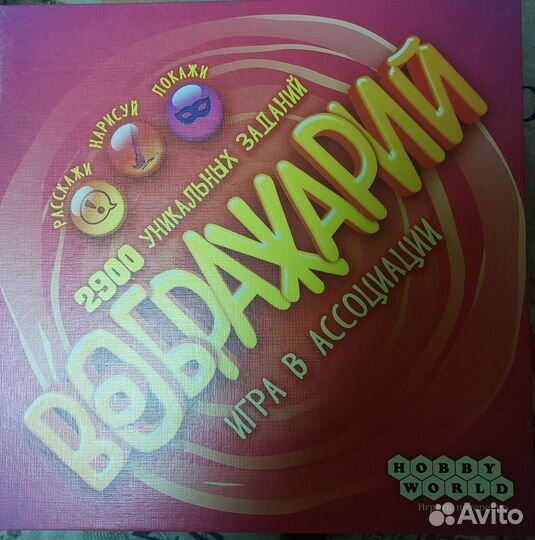 РАССКАЖИ
НАРИСУЙ
ПОКАЖИ
2900 УНИКАЛЬНЫХ ЗАДАНИЙ
ВООБРАЖАРИЙ
ИГРА В АССОЦИАЦИИ
HOBBY
WORLD
Avito